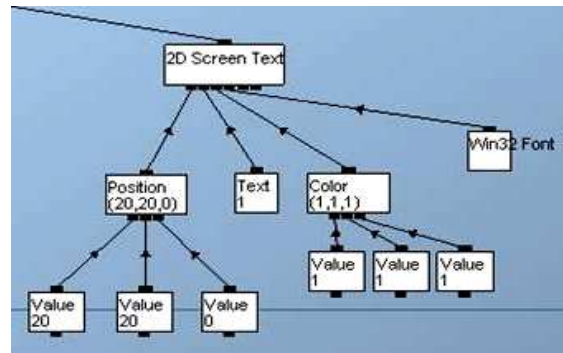 2D Screen Text
Win32 Font
Position
(20,20,0)
Text
1
Color
(1,1,1)
Value
1
Value
1
Value
1
Value
20
Value
20
Value
0